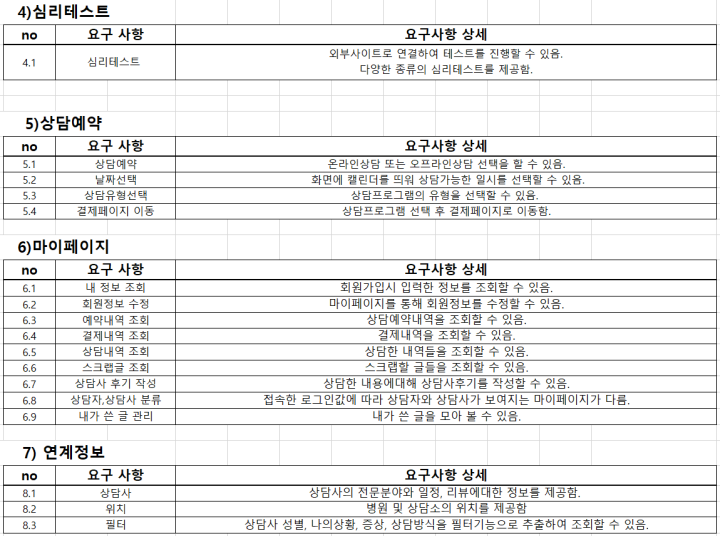 4)심리테스트
no 요구 사항 요구사항 상세
4.1 심리테스트 외부사이트로 연결하여 테스트를 진행할 수 있음.
다양한 종류의 심리테스트를 제공함.
5)상담예약
no 요구 사항 요구사항 상세
5.1 상담예약 온라인상담 또는 오프라인상담 선택을 할 수 있음.
5.2 날짜선택 화면에 캘린더를 띄워 상담가능한 일시를 선택할 수 있음.
5.3 상담유형선택 상담프로그램의 유형을 선택할 수 있음.
5.4 결제페이지 이동 상담프로그램 선택 후 결제페이지로 이동함.
6)마이페이지
no 요구 사항 요구사항 상세
6.1 내 정보 조회 회원가입시 입력한 정보를 조회할 수 있음.
6.2 회원정보 수정 마이페이지를 통해 회원정보를 수정할 수 있음.
6.3 예약내역 조회 상담예약내역을 조회할 수 있음.
6.4 결제내역 조회 결제내역을 조회할 수 있음.
6.5 상담내역 조회 상담한 내역들을 조회할 수 있음.
6.6 스크랩글 조회 스크랩할 글들을 조회할 수 있음.
6.7 상담사 후기 작성 상담한 내용에대해 상담사후기를 작성할 수 있음.
6.8 상담자,상담사 분류 접속한 로그인값에 따라 상담자와 상담사가 보여지는 마이페이지가 다름.
6.9 내가 쓴 글 관리 내가 쓴 글을 모아 볼 수 있음.
7) 연계정보
no 요구 사항 요구사항 상세
8.1 상담사 상담사의 전문분야와 일정, 리뷰에대한 정보를 제공함.
8.2 위치 병원 및 상담소의 위치를 제공함
8.3 필터 상담사 성별, 나의상황, 증상, 상담방식을 필터기능으로 추출하여 조회할 수 있음.